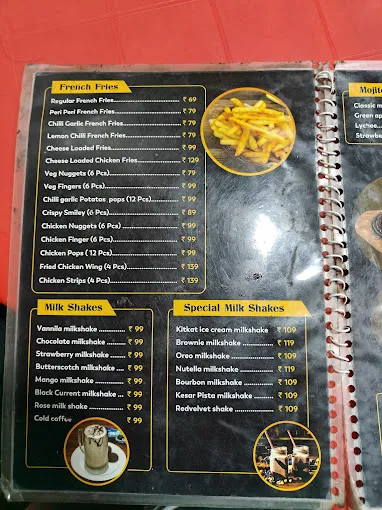 French Fries
Regular French Fries.................... ₹ 69
Peri Peri French Fries.................... ₹ 79
Chilli Garlic French Fries.................... ₹ 79
Lemon Chilli French Fries.................... ₹ 79
Cheese Loaded Fries.................... ₹ 99
Cheese Loaded Chicken Fries............ ₹ 129
Veg Nuggets (6 Pcs).................... ₹ 79
Veg Fingers (6 Pcs).................... ₹ 99
Chilli garlic Potatos pops (12 Pcs)........ ₹ 99
Crispy Smiley (6 Pcs).................... ₹ 89
Chicken Nuggets (6 Pcs) .................... ₹ 99
Chicken Finger (6 Pcs).................... ₹ 99
Chicken Pops ( 12 Pcs).................... ₹ 99
Fried Chicken Wing (4 Pcs).................... ₹ 139
Chicken Strips (4 Pcs).................... ₹ 139
Milk Shakes
Vannila milkshake ............ ₹ 99
Chocolate milkshake .......... ₹ 99
Strawberry milkshake ........ ₹ 99
Butterscotch milkshake .... ₹ 99
Mango milkshake ............ ₹ 99
Black Current milkshake ... ₹ 99
Rose milk shake ............ ₹ 99
Cold coffee ............ ₹ 99
Special Milk Shakes
Kitkat ice cream milkshake ... ₹ 109
Brownie milkshake ............ ₹ 119
Oreo milkshake ............ ₹ 109
Nutella milkshake ............ ₹ 119
Bourbon milkshake ............ ₹ 109
Kesar Pista milkshake ........ ₹ 109
Redvelvet shake ............ ₹ 109
Mojito
Classic m
Green ap
Lychee...
Strawbe